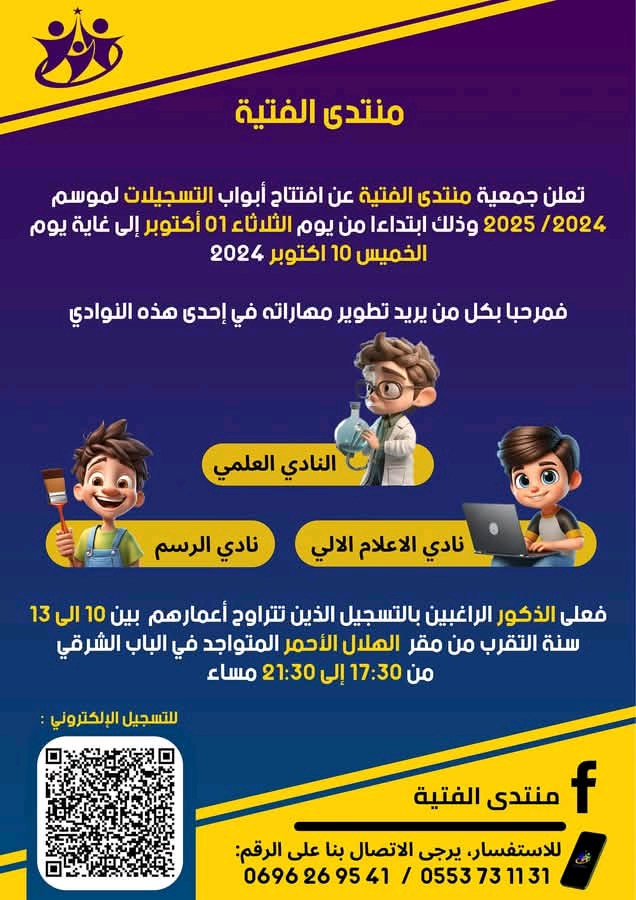 منتدى الفتية
تعلن جمعية منتدى الفتية عن افتتاح أبواب التسجيلات لموسم
2024/ 2025 وذلك ابتداءا من يوم الثلاثاء 01 أكتوبر إلى غاية يوم
الخميس 10 اكتوبر 2024
فمرحبا بكل من يريد تطوير مهاراته في إحدى هذه النوادي
النادي العلمي
نادي الاعلام الالي
نادي الرسم
فعلى الذكور الراغبين بالتسجيل الذين تتراوح أعمارهم بين 10 الى 13
سنة التقرب من مقر الهلال الأحمر المتواجد في الباب الشرقي
من 17:30 إلى 21:30 مساء
للتسجيل الإلكتروني :
منتدى الفتية
للاستفسار، يرجى الاتصال بنا على الرقم:
0553 73 11 31 / 0696 26 95 41